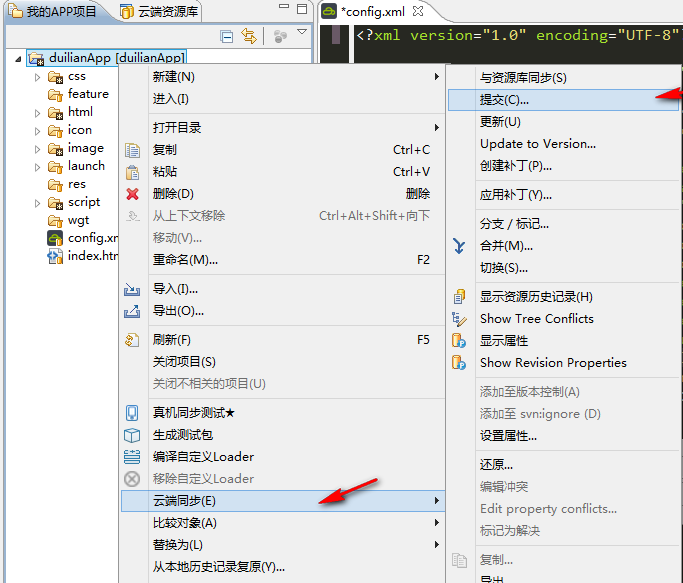 我的APP项目
云端资源库
*config.xml
<?xml version="1.0" encoding="UTF-8"
duilianApp [duilianApp]
css
feature
html
icon
image
launch
res
script
wgt
config.xm
index.htm
新建(N)
进入(I)
打开目录
复制 Ctrl+C
粘贴 Ctrl+V
删除(D) 删除
从上下文移除 Ctrl+Alt+Shift+向下
移动(V)...
重命名(M)... F2
导入(I)...
导出(O)...
刷新(F) F5
关闭项目(S)
关闭不相关的项目(U)
真机同步测试★
生成测试包
编译自定义Loader
移除自定义Loader
云端同步(E)
比较对象(A)
替换为(L)
从本地历史记录复原(Y)...
与资源库同步(S)
提交(C)...
更新(U)
Update to Version...
创建补丁(P)...
应用补丁(Y)...
分支 / 标记...
合并(M)...
切换(S)...
显示资源历史记录(H)
Show Tree Conflicts
显示属性
Show Revision Properties
添加至版本控制(A)
添加至 svn:ignore (D)
设置属性...
还原...
编辑冲突
Edit property conflicts...
标记为解决
复制...
导出...